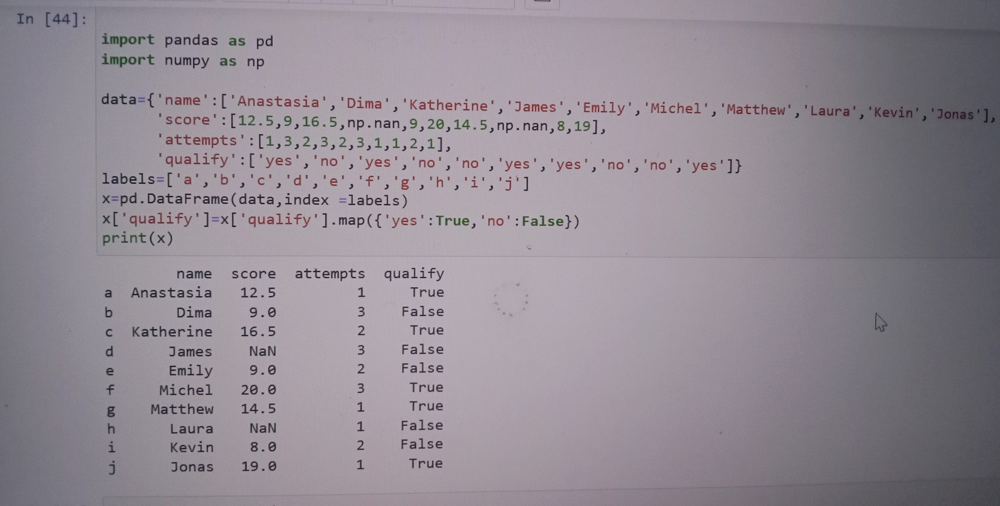 In [44]:
import pandas as pd
import numpy as np
data={'name':['Anastasia','Dima','Katherine','James','Emily','Michel','Matthew','Laura','Kevin','Jonas'],
'score':[12.5,9,16.5,np.nan,9,20,14.5,np.nan,8,19],
'attempts':[1,3,2,3,2,3,1,1,2,1],
'qualify':['yes','no','yes','no','no','yes','yes','no','no','yes']}
labels=['a','b','c','d','e','f','g','h','i','j']
x=pd.DataFrame(data,index =labels)
x['qualify']=x['qualify'].map({'yes':True,'no':False})
print(x)
name score attempts qualify
a Anastasia 12.5 1 True
b Dima 9.0 3 False
c Katherine 16.5 2 True
d James NaN 3 False
e Emily 9.0 2 False
f Michel 20.0 3 True
g Matthew 14.5 1 True
h Laura NaN 1 False
i Kevin 8.0 2 False
j Jonas 19.0 1 True